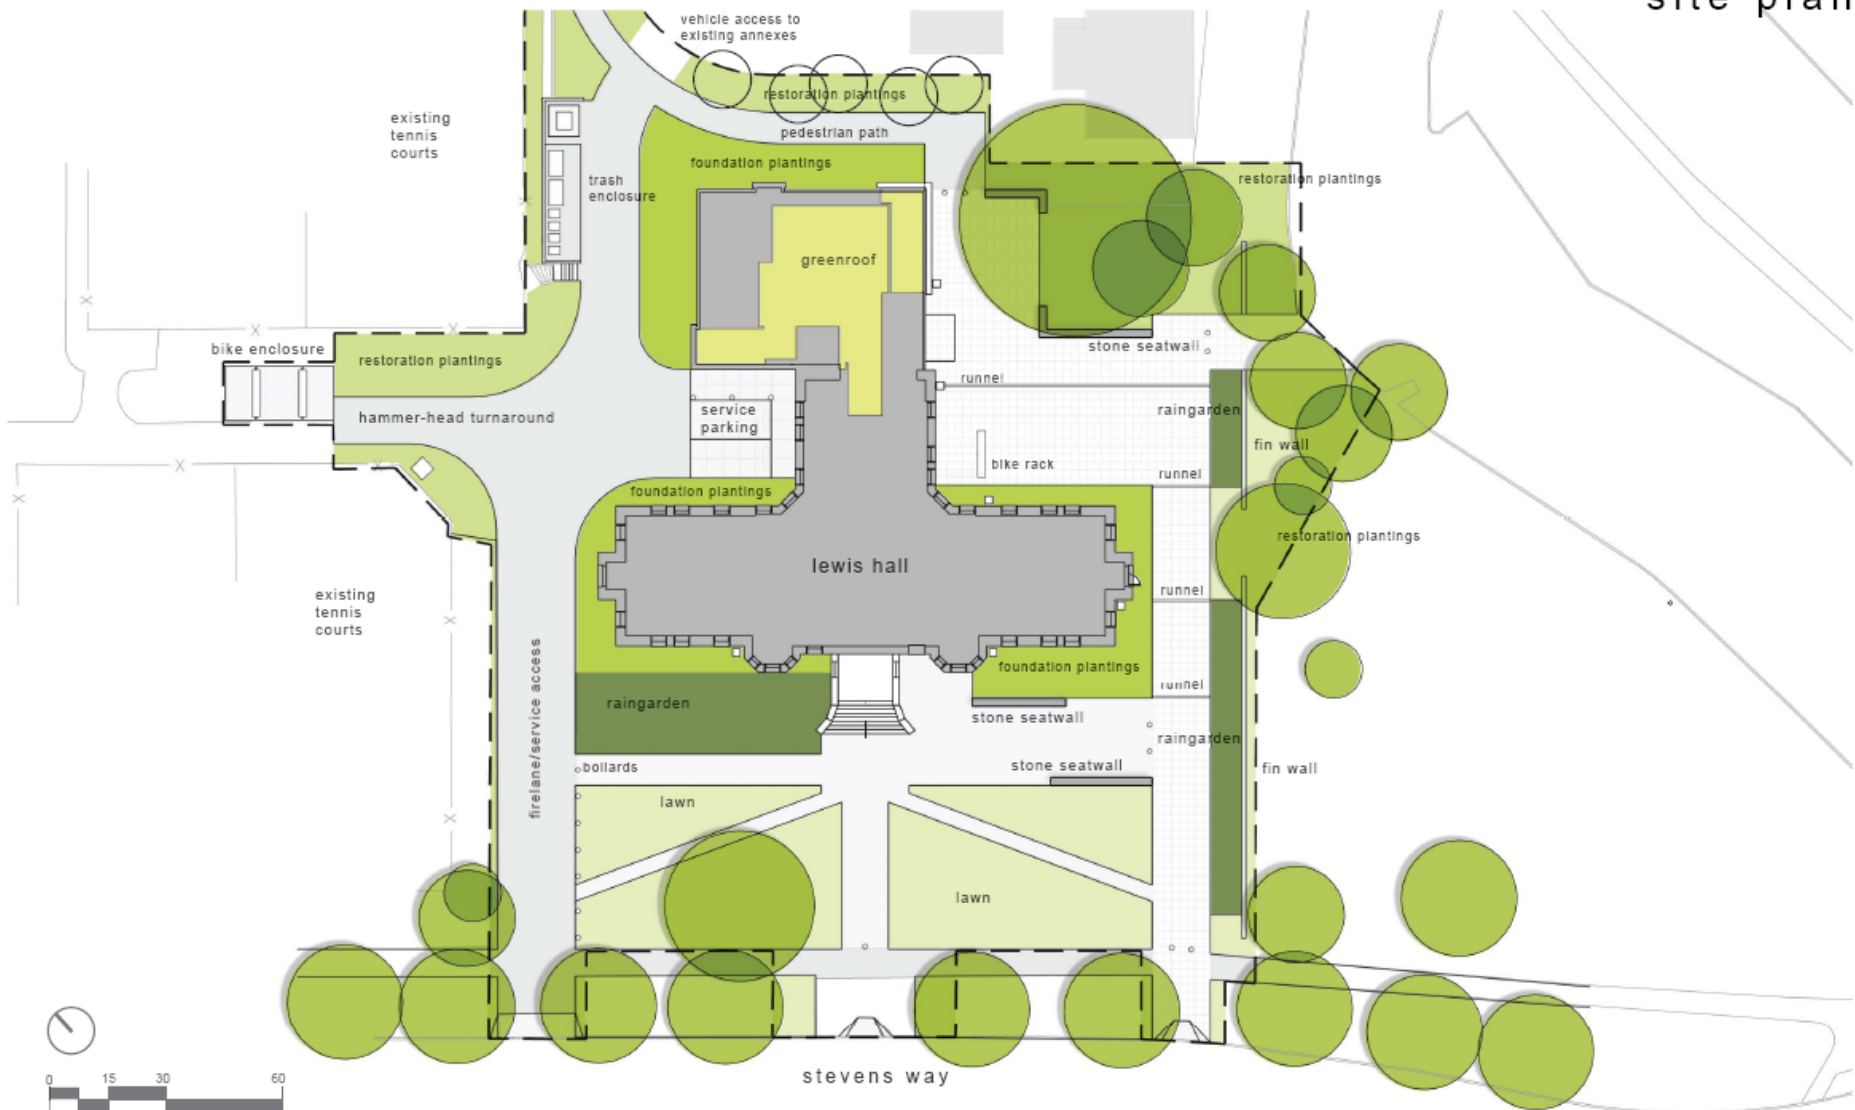 site plan
vehicle access to
existing annexes
restoration plantings
existing
tennis
courts
pedestrian path
foundation plantings
trash
enclosure
restoration plantings
greenroof
bike enclosure
restoration plantings
stone seatwall
runnel
hammer-head turnaround
service
parking
raingarden
fin wall
bike rack
runnel
foundation plantings
restoration plantings
lewis hall
existing
tennis
courts
runnel
firelane/service access
foundation plantings
runnel
raingarden
stone seatwall
raingarden
bollards
stone seatwall
fin wall
lawn
lawn
stevens way
0 15 30 60